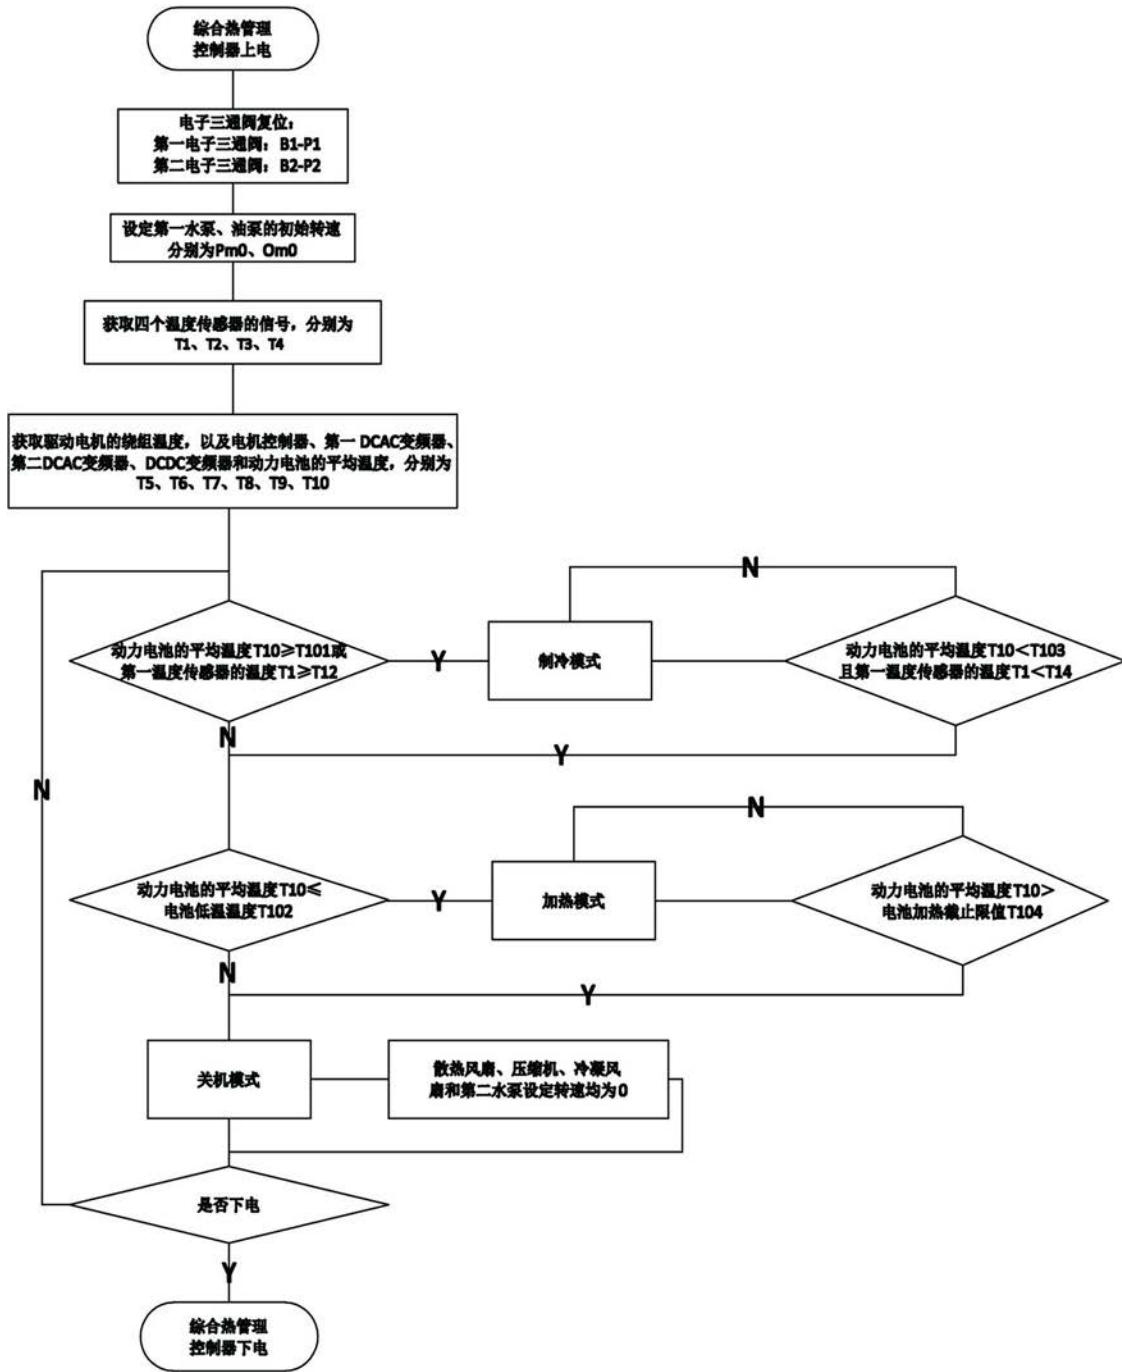 综合热管理
控制器上电
电子三通阀复位：
第一电子三通阀：B1-P1
第二电子三通阀：B2-P2
设定第一水泵、油泵的初始转速
分别为Pm0、Om0
获取四个温度传感器的信号，分别为
T1、T2、T3、T4
获取驱动电机的绕组温度，以及电机控制器、第一 DCAC变频器、
第二DCAC变频器、DCDC变频器和动力电池的平均温度，分别为
T5、T6、T7、T8、T9、T10
N
动力电池的平均温度T10≥T101或
第一温度传感器的温度T1≥T12
Y
制冷模式
动力电池的平均温度T10＜T103
且第一温度传感器的温度T1＜T14
N
Y
N
N
动力电池的平均温度T10≤
电池低温温度T102
Y
加热模式
动力电池的平均温度T10＞
电池加热截止限值T104
N
Y
关机模式
散热风扇、压缩机、冷凝风
扇和第二水泵设定转速均为0
是否下电
Y
综合热管理
控制器下电